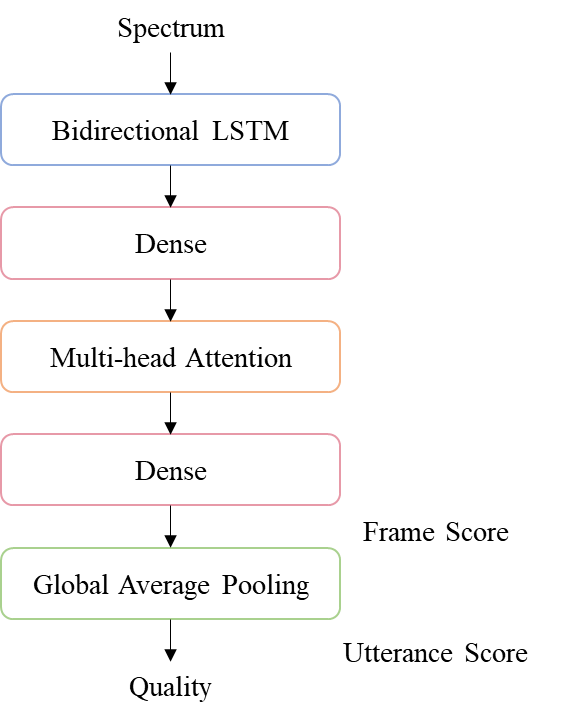 Spectrum
Bidirectional LSTM
Dense
Multi-head Attention
Dense
Frame Score
Global Average Pooling
Utterance Score
Quality